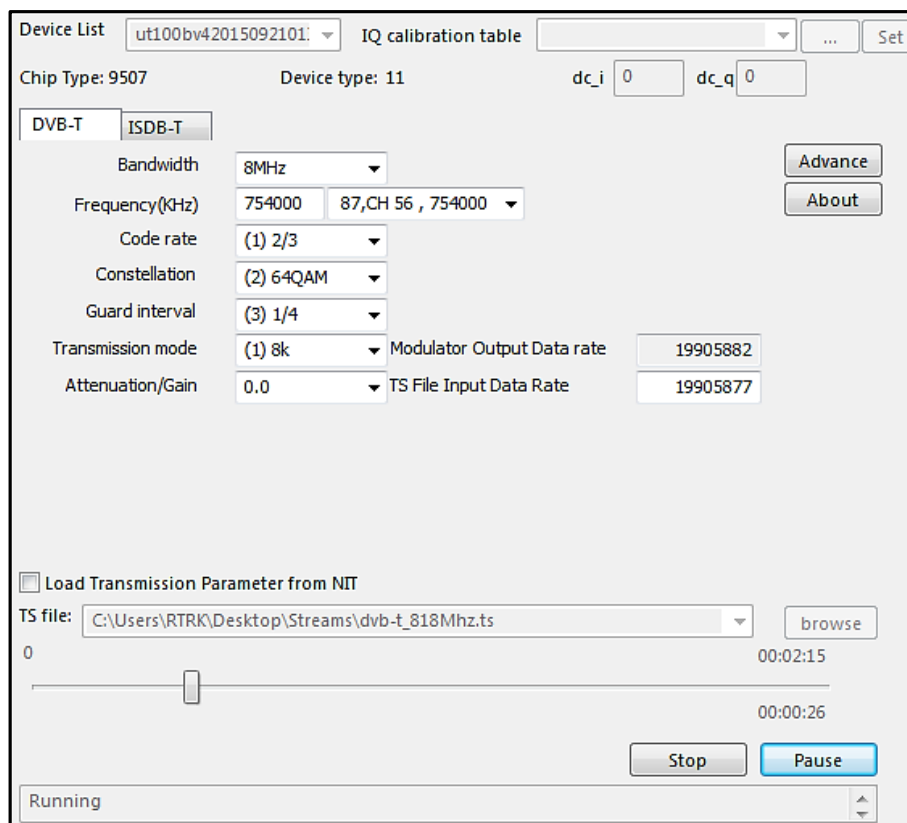 Device List ut100bv42015092101 IQ calibration table ... Set
Chip Type: 9507 Device type: 11 dc_i 0 dc_q 0
DVB-T ISDB-T
Bandwidth 8MHz Advance
Frequency(KHz) 754000 87,CH 56 , 754000 About
Code rate (1) 2/3
Constellation (2) 64QAM
Guard interval (3) 1/4
Transmission mode (1) 8k Modulator Output Data rate 19905882
Attenuation/Gain 0.0 TS File Input Data Rate 19905877
Load Transmission Parameter from NIT
TS file: C:\Users\RTRK\Desktop\Streams\dvb-t_818Mhz.ts browse
0 00:02:15
00:00:26
Stop Pause
Running